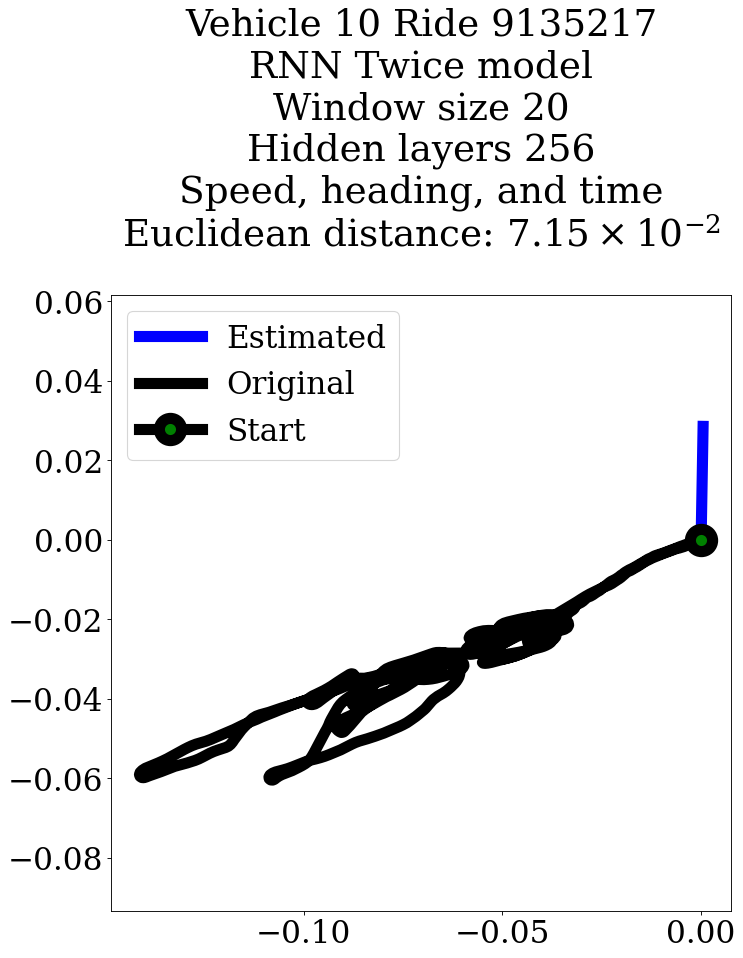 Vehicle 10 Ride 9135217
RNN Twice model
Window size 20
Hidden layers 256
Speed, heading, and time
Euclidean distance: 7.15 × 10⁻²
0.06
0.04
0.02
0.00
−0.02
−0.04
−0.06
−0.08
Estimated
Original
Start
−0.10 −0.05 0.00